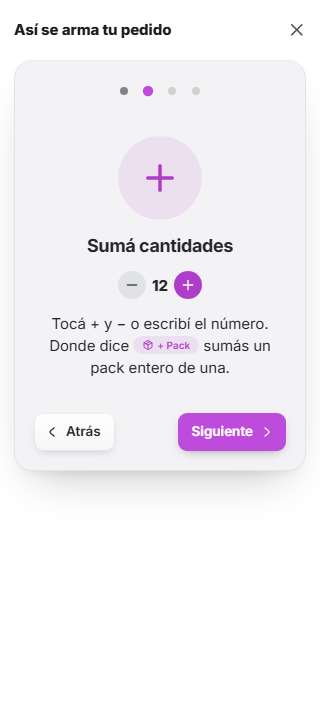 Así se arma tu pedido
Sumá cantidades
− 12 +
Tocá + y − o escribí el número.
Donde dice + Pack sumás un
pack entero de una.
Atrás
Siguiente